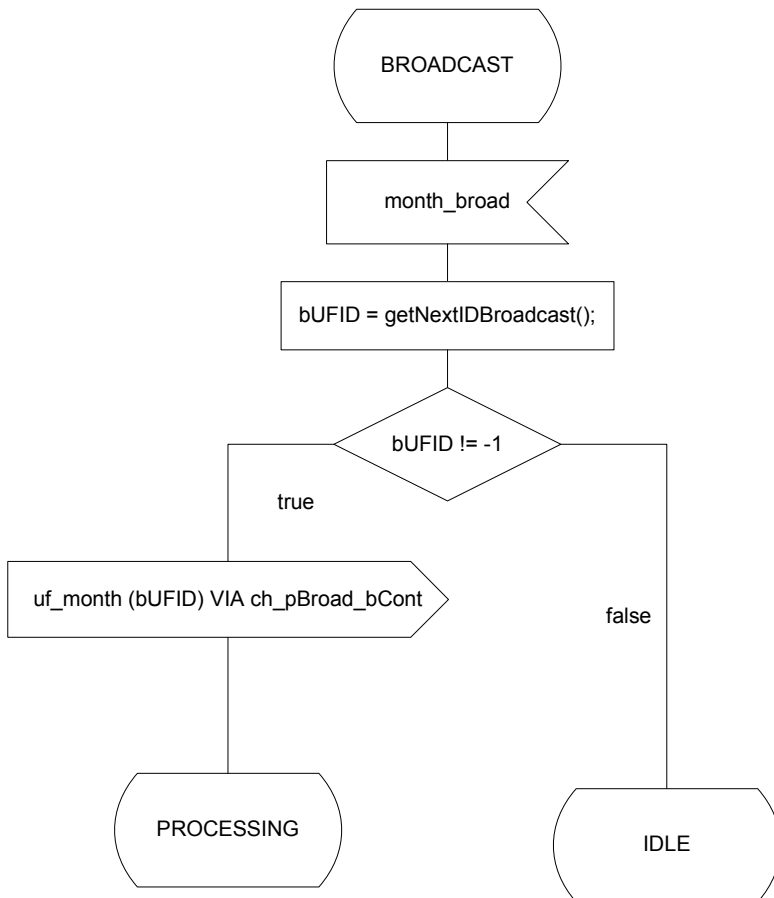 BROADCAST
month_broad
bUFID = getNextIDBroadcast();
bUFID != -1
true
uf_month (bUFID) VIA ch_pBroad_bCont
false
PROCESSING
IDLE